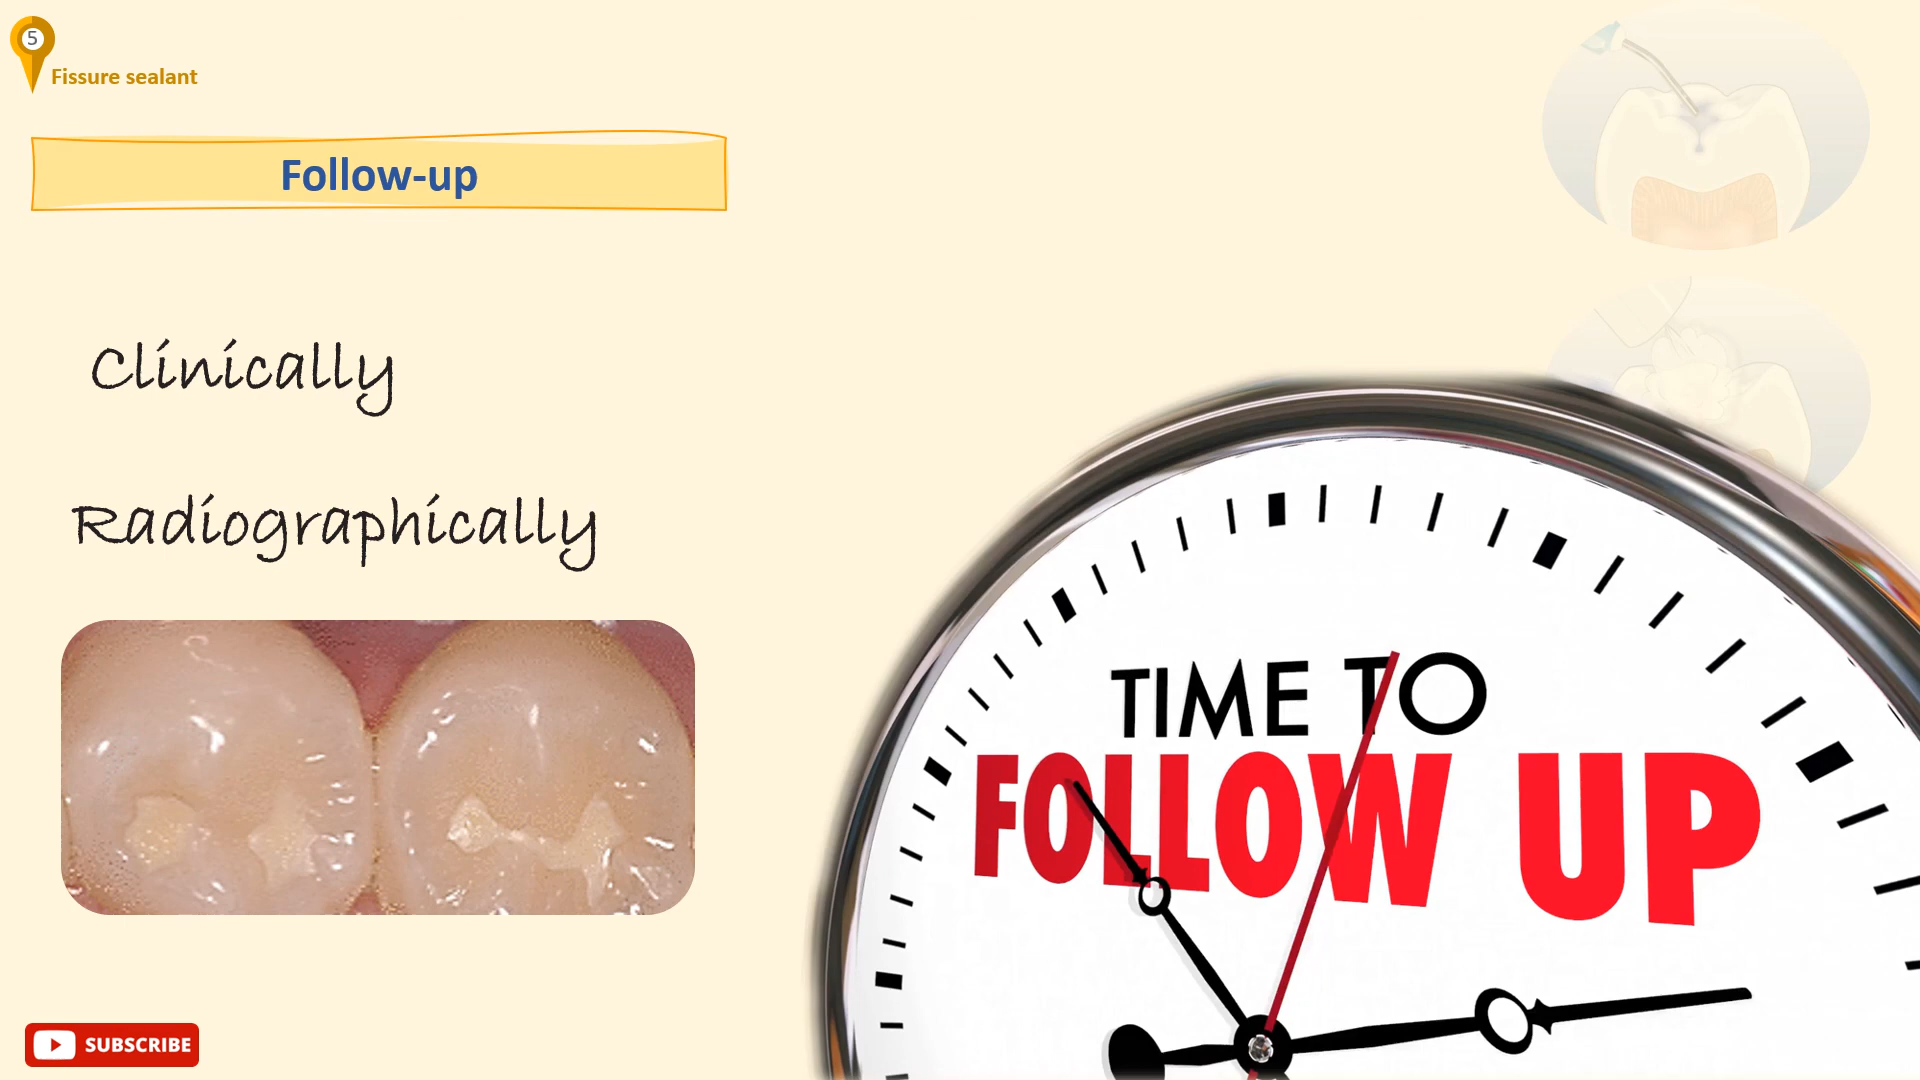 5
Fissure sealant
Follow-up
Clinically
Radiographically
TIME TO
FOLLOW UP
SUBSCRIBE